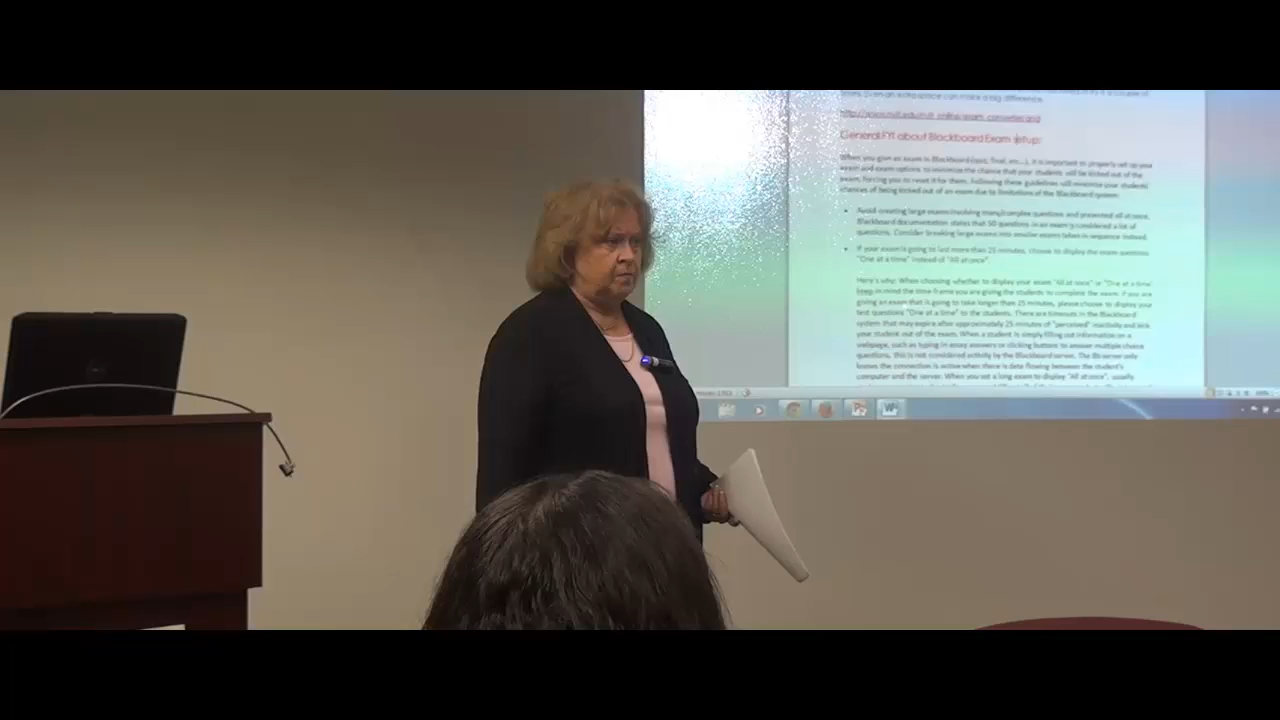 times. Even an extra space can make a big difference.
General FYI about Blackboard Exam setup:
When you give an exam in Blackboard (quiz, final, etc...), it is important to properly set up your
exam and exam options to minimize the chance that your students will be kicked out of the
exam, forcing you to reset it for them. Following these guidelines will minimize your students'
chances of being kicked out of an exam due to limitations of the Blackboard system.
Avoid creating large exams involving many/complex questions and presented all at once.
Blackboard documentation states that 50 questions in an exam is considered a lot of
questions. Consider breaking large exams into smaller exams taken in sequence instead.
If your exam is going to last more than 25 minutes, choose to display the exam questions
"One at a time" instead of "All at once".
Here's why: When choosing whether to display your exam "All at once" or "One at a time"
keep in mind the time frame you are giving the students to complete the exam. If you are
giving an exam that is going to take longer than 25 minutes, please choose to display your
test questions "One at a time" to the students. There are timeouts in the Blackboard
system that may expire after approximately 25 minutes of "perceived" inactivity and kick
your student out of the exam. When a student is simply filling out information on a
webpage, such as typing in essay answers or clicking buttons to answer multiple choice
questions, this is not considered activity by the Blackboard server. The Bb server only
knows the connection is active when there is data flowing between the student's
computer and the server. When you set a long exam to display "All at once", usually